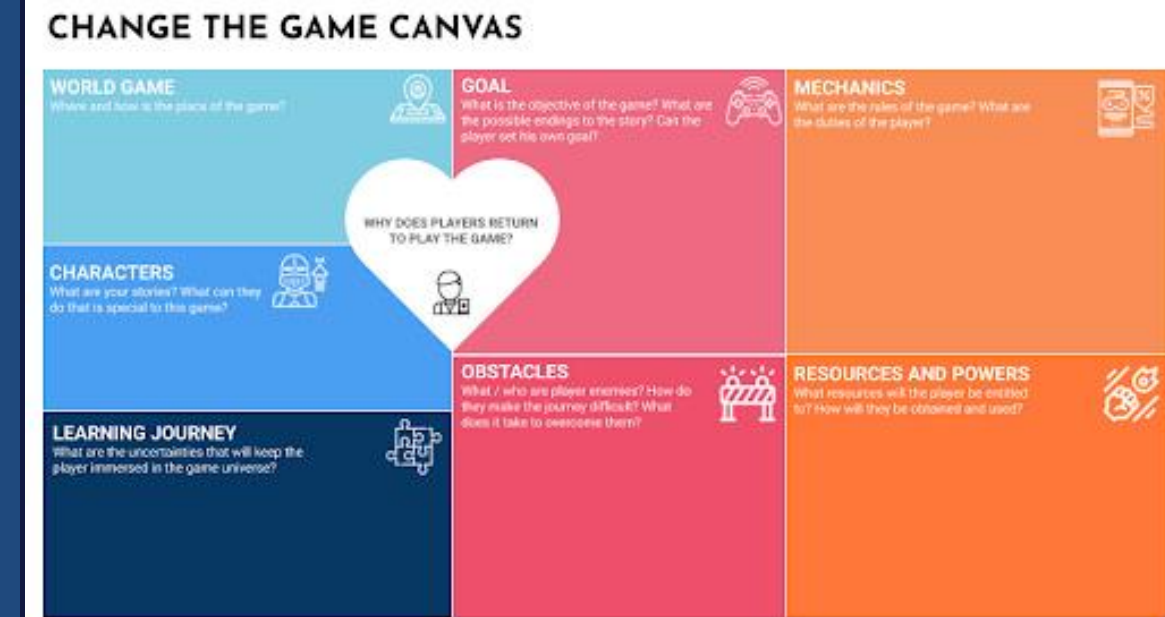 CHANGE THE GAME CANVAS
WORLD GAME
Where and how is the place of the game?
GOAL
What is the objective of the game? What are
the possible endings to the story? Can the
player set his own goal?
MECHANICS
What are the rules of the game? What are
the duties of the player?
WHY DOES PLAYERS RETURN
TO PLAY THE GAME?
CHARACTERS
What are your stories? What can they
do that is special to this game?
OBSTACLES
What / who are player enemies? How do
they make the journey difficult? What
does it take to overcome them?
RESOURCES AND POWERS
What resources will the player be entitled
to? How will they be obtained and used?
LEARNING JOURNEY
What are the uncertainties that will keep the
player immersed in the game universe?